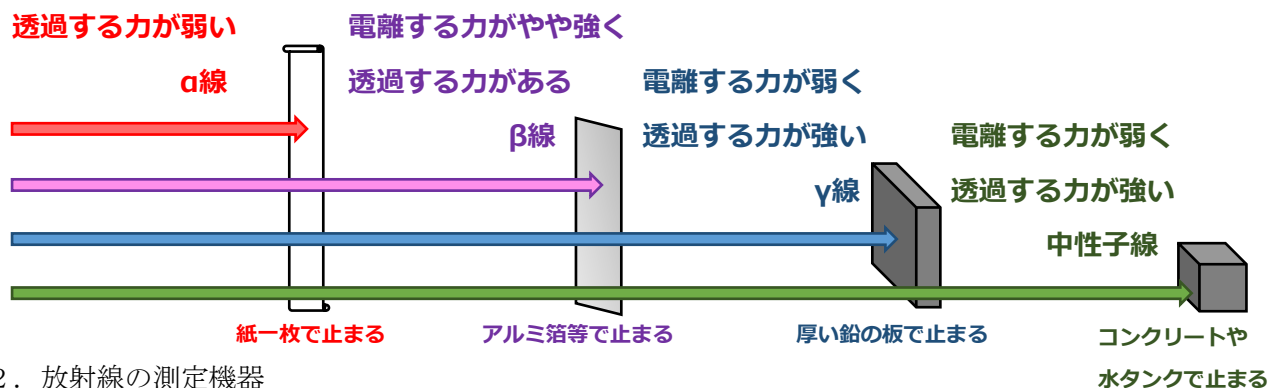 透過する力が弱い
α線
電離する力がやや強く
透過する力がある
β線
電離する力が弱く
透過する力が強い
γ線
電離する力が弱く
透過する力が強い
中性子線
紙一枚で止まる
アルミ箔等で止まる
厚い鉛の板で止まる
コンクリートや
水タンクで止まる
２．放射線の測定機器